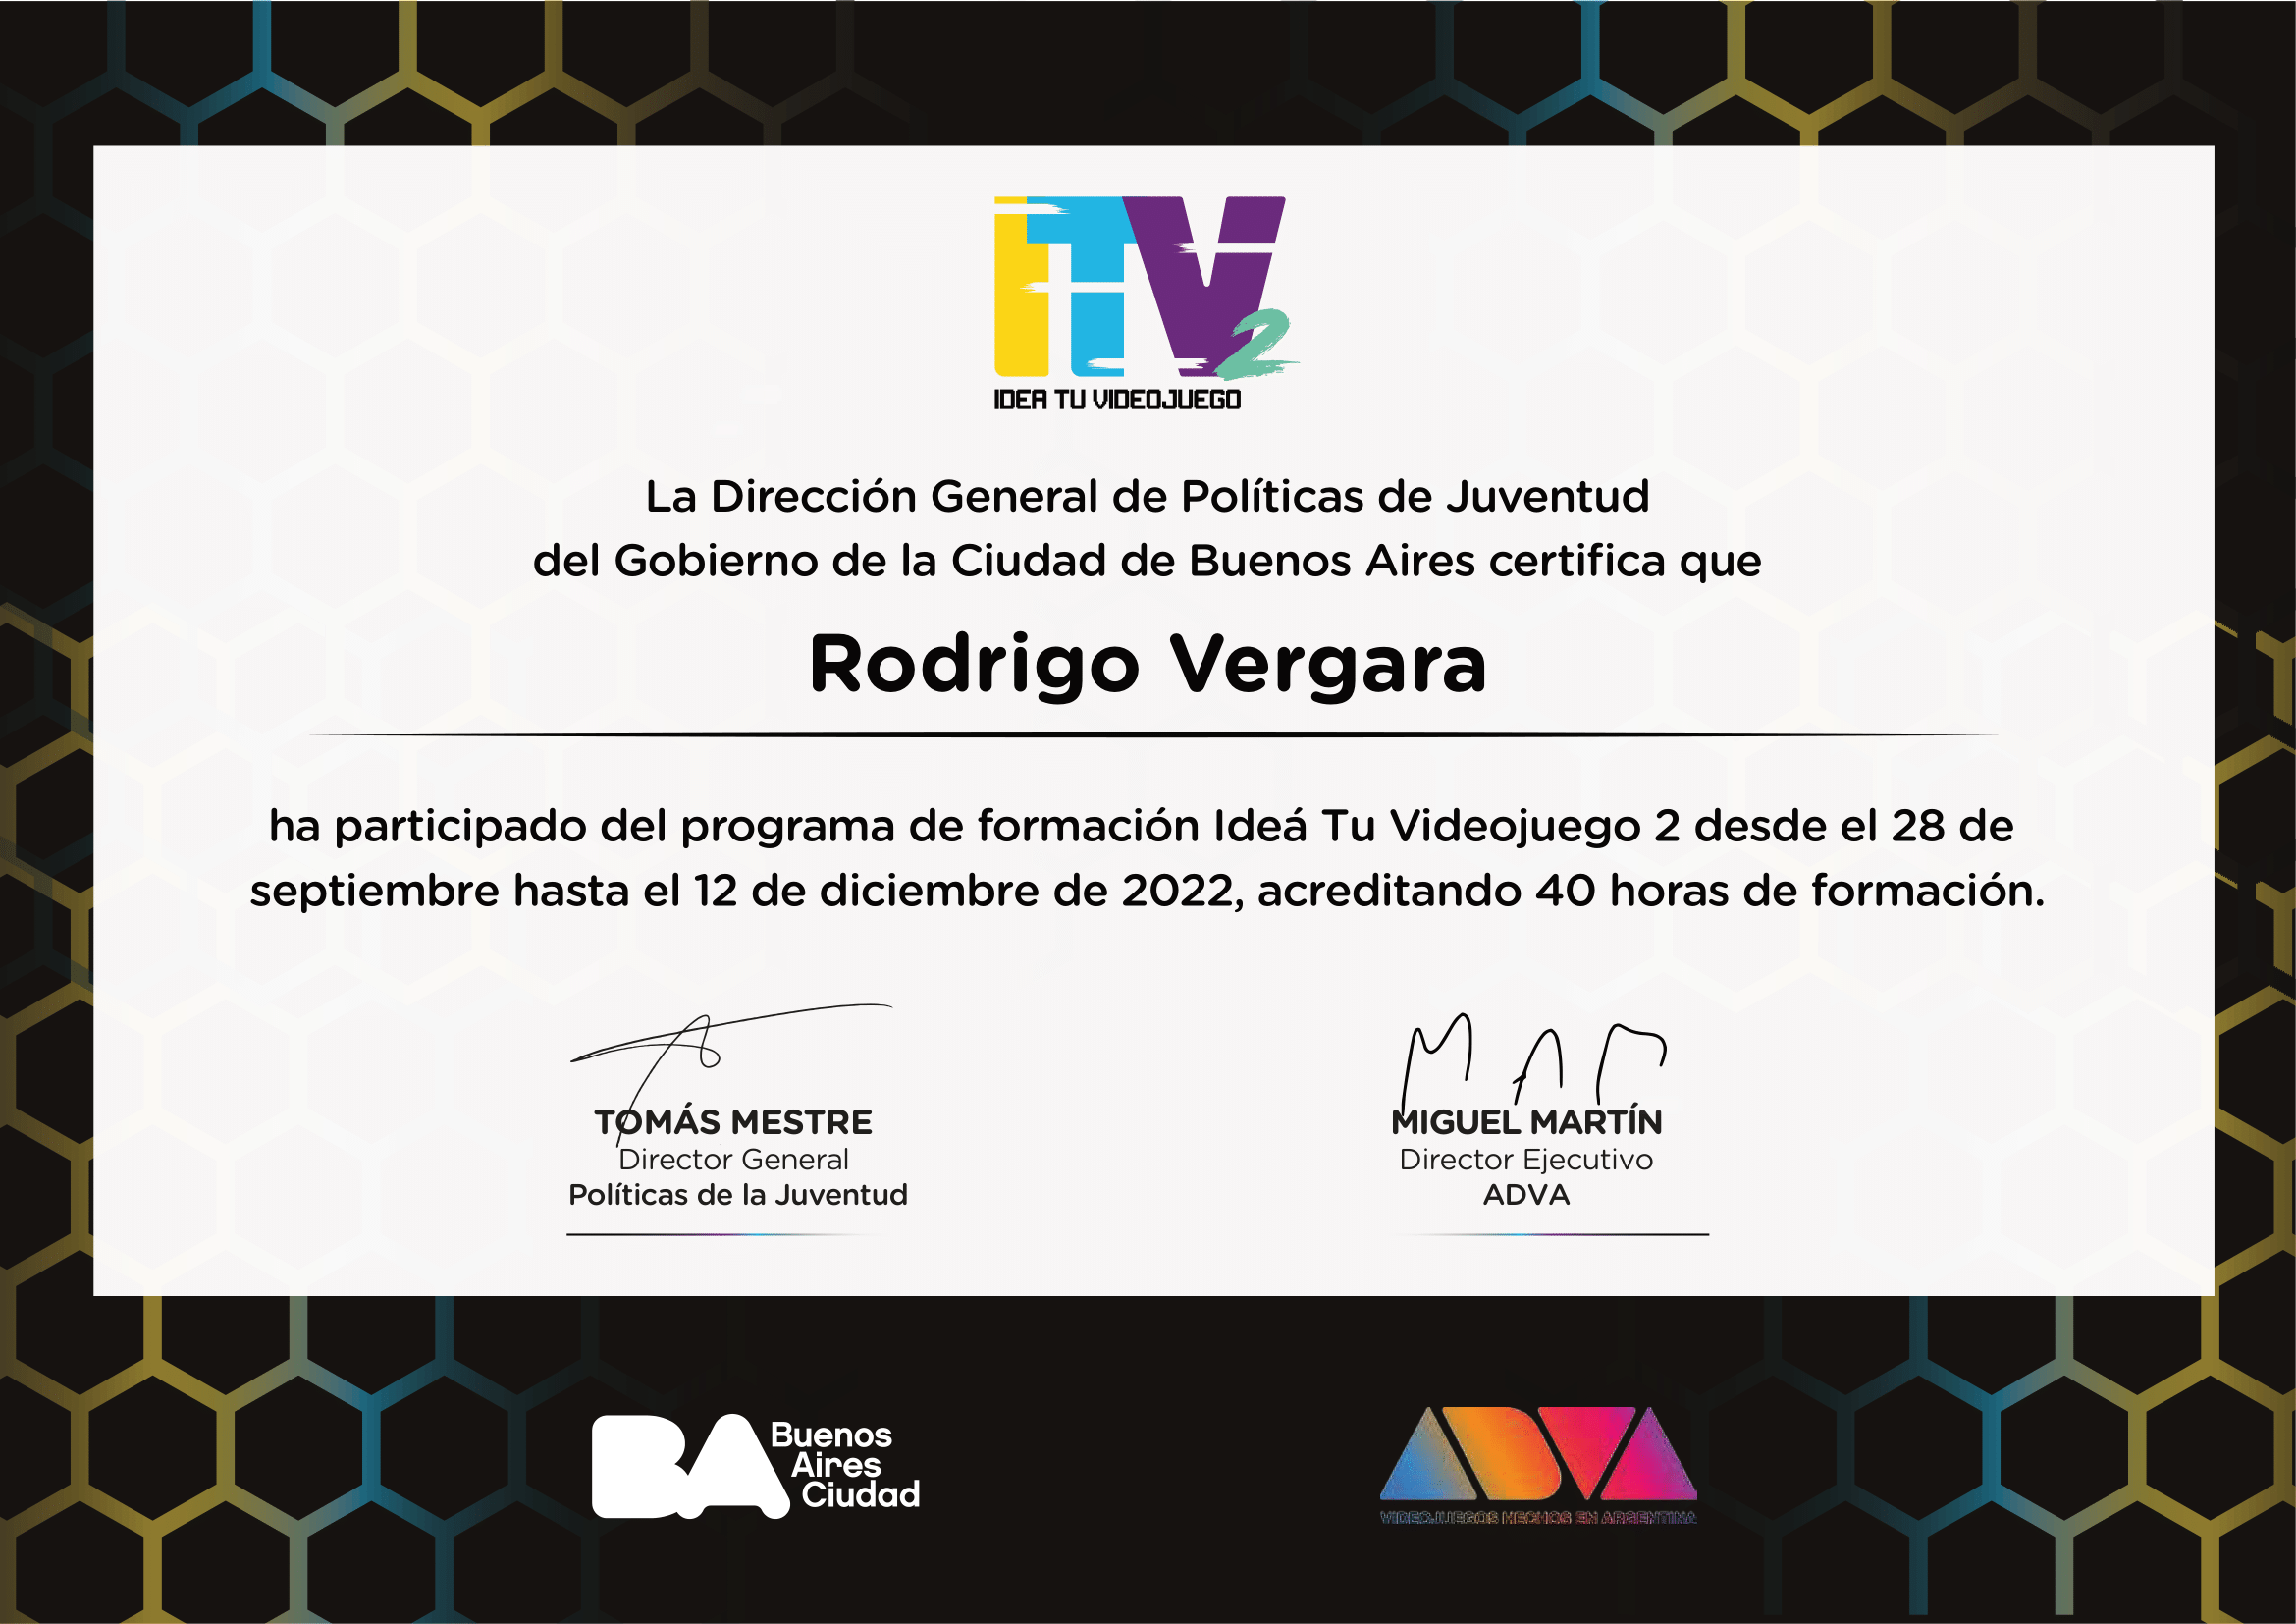 ITV2
IDEA TU VIDEOJUEGO
La Dirección General de Políticas de Juventud
del Gobierno de la Ciudad de Buenos Aires certifica que
Rodrigo Vergara
ha participado del programa de formación Ideá Tu Videojuego 2 desde el 28 de
septiembre hasta el 12 de diciembre de 2022, acreditando 40 horas de formación.
TOMÁS MESTRE
Director General
Políticas de la Juventud
MIGUEL MARTÍN
Director Ejecutivo
ADVA
BA
Buenos
Aires
Ciudad
ADVA
VIDEOJUEGOS HECHOS EN ARGENTINA